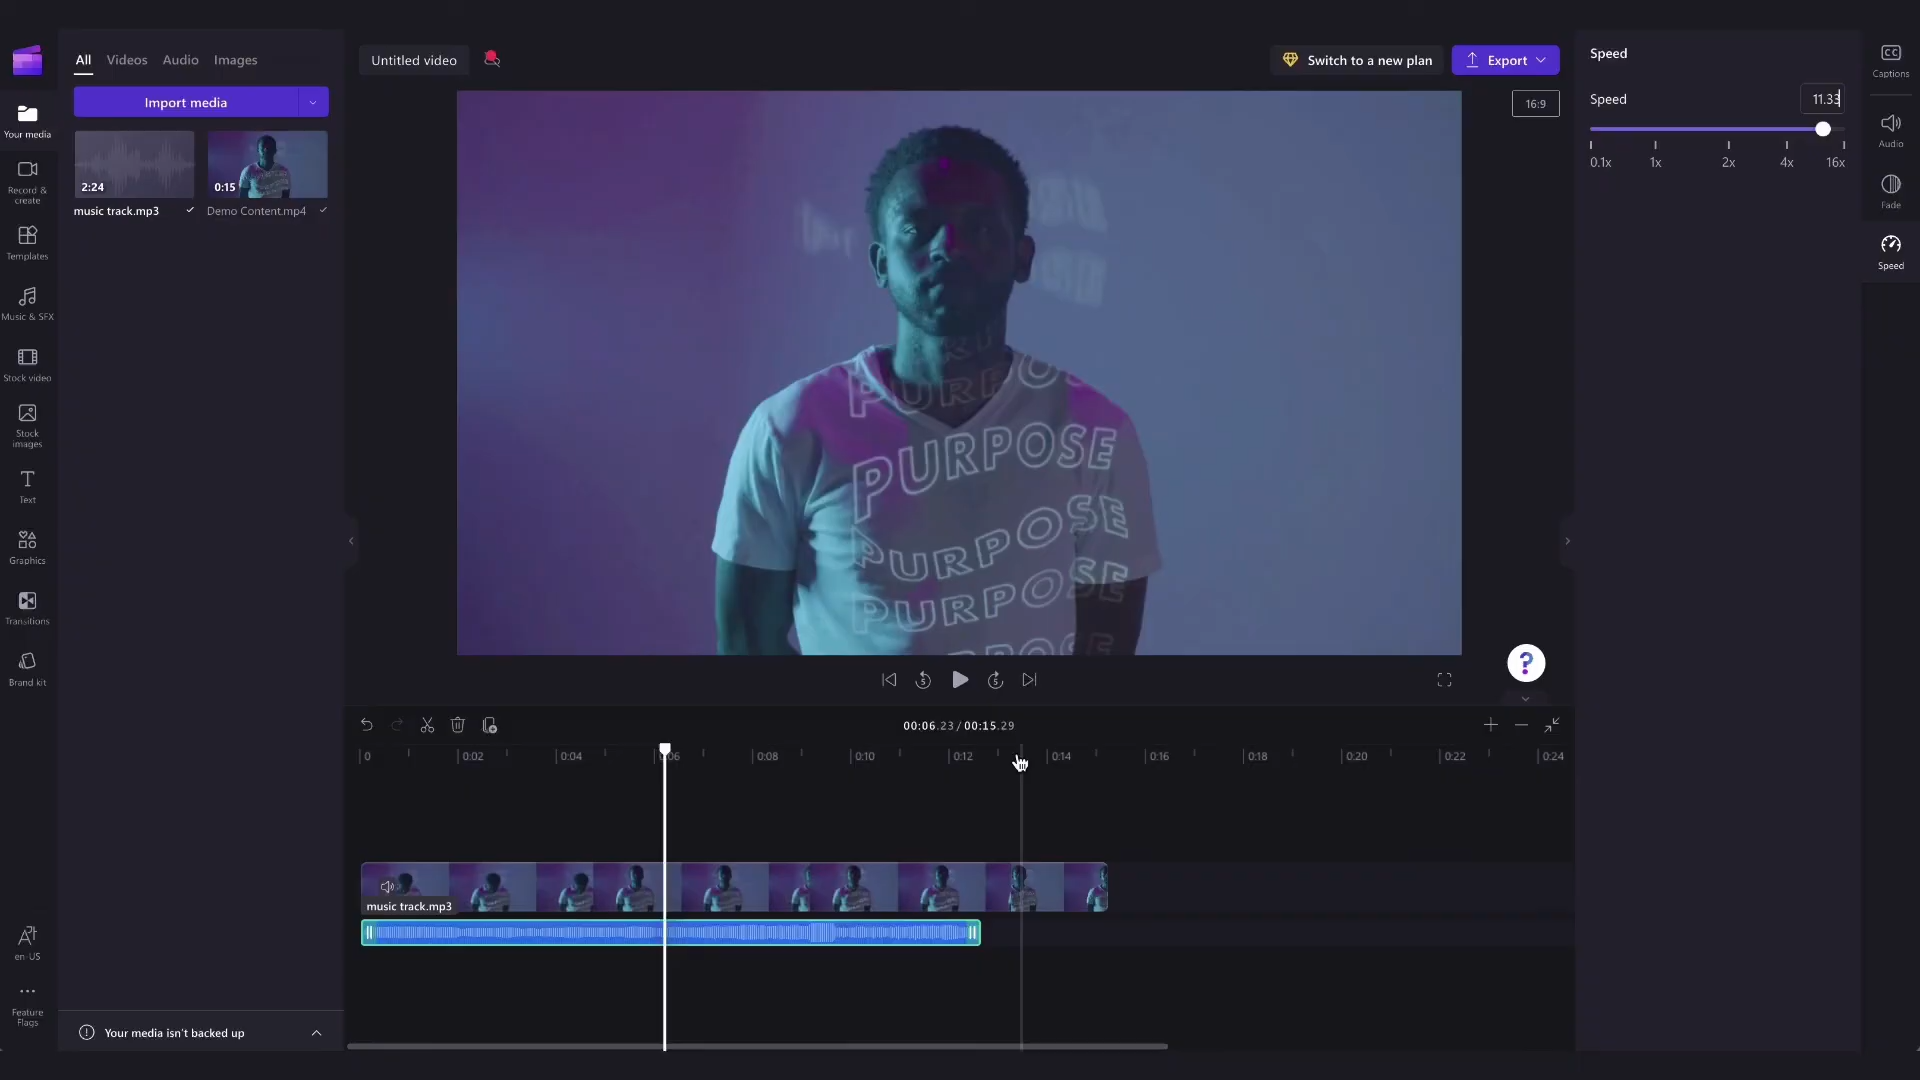 All Videos Audio Images
Import media
2:24
0:15
music track.mp3
Demo Content.mp4
Your media
Record &
create
Templates
Music & SFX
Stock video
Stock
images
Text
Graphics
Transitions
Brand kit
en-US
Feature
Flags
Your media isn't backed up
Untitled video
Switch to a new plan
Export
16:9
PURPOSE
PURPOSE
PURPOSE
PURPOSE
5
5
?
00:06.23 / 00:15.29
0 0:02 0:04 0:06 0:08 0:10 0:12 0:14 0:16 0:18 0:20 0:22 0:24
music track.mp3
Speed
Speed
11.33
0.1x 1x 2x 4x 16x
CC
Captions
Audio
Fade
Speed